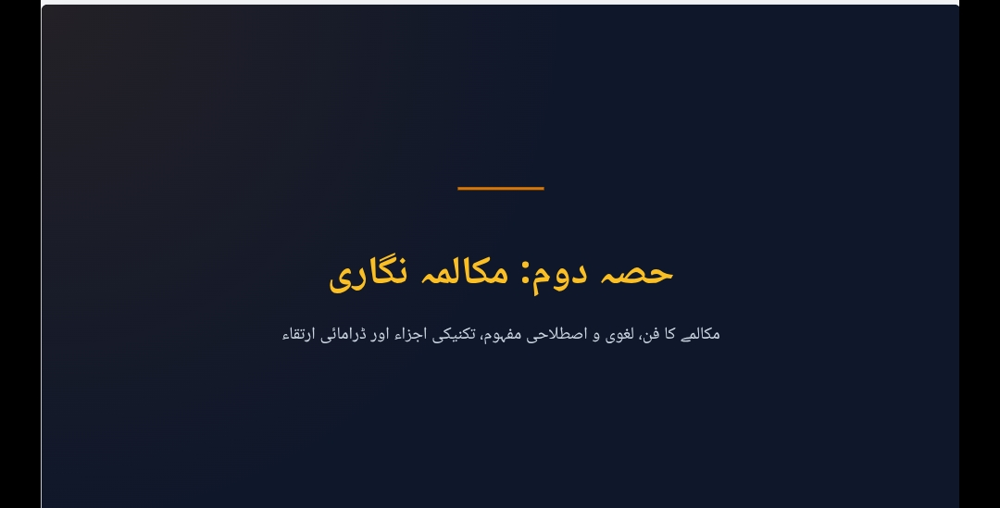 حصہ دوم: مکالمہ نگاری
مکالمے کا فن، لغوی و اصطلاحی مفہوم، تکنیکی اجزاء اور ڈرامائی ارتقاء